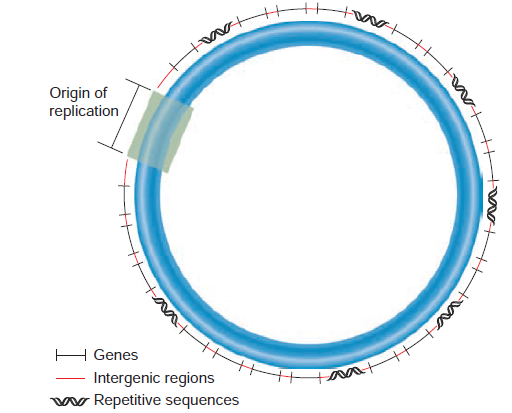 Origin of
replication
Genes
Intergenic regions
Repetitive sequences